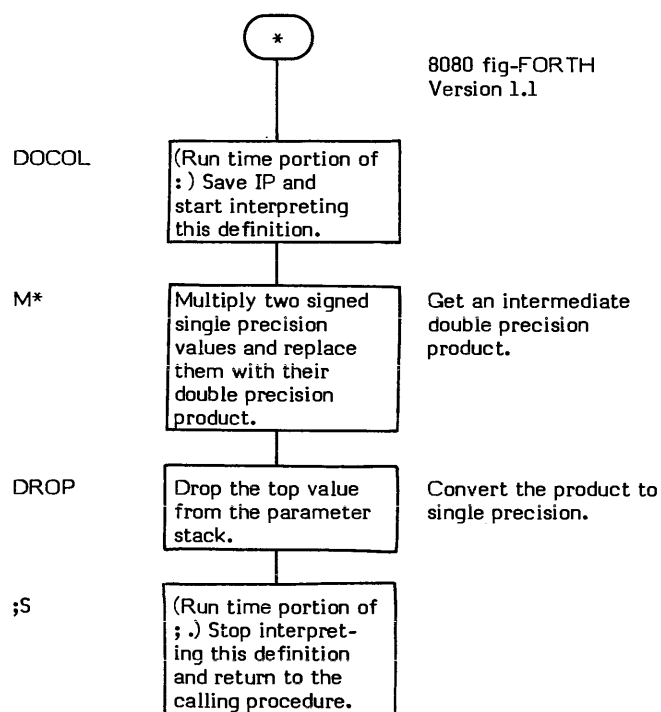 *
8080 fig-FORTH
Version 1.1
DOCOL
(Run time portion of
: ) Save IP and
start interpreting
this definition.
M*
Multiply two signed
single precision
values and replace
them with their
double precision
product.
Get an intermediate
double precision
product.
DROP
Drop the top value
from the parameter
stack.
Convert the product to
single precision.
;S
(Run time portion of
; .) Stop interpret-
ing this definition
and return to the
calling procedure.